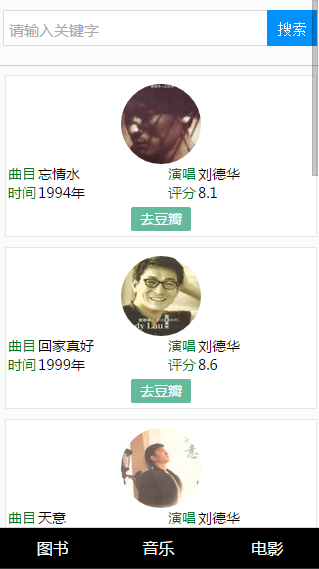 请输入关键字 搜索
曲目 忘情水 演唱 刘德华
时间 1994年 评分 8.1
去豆瓣
dy Lau
曲目 回家真好 演唱 刘德华
时间 1999年 评分 8.6
去豆瓣
意
曲目 天意 演唱 刘德华
图书 音乐 电影